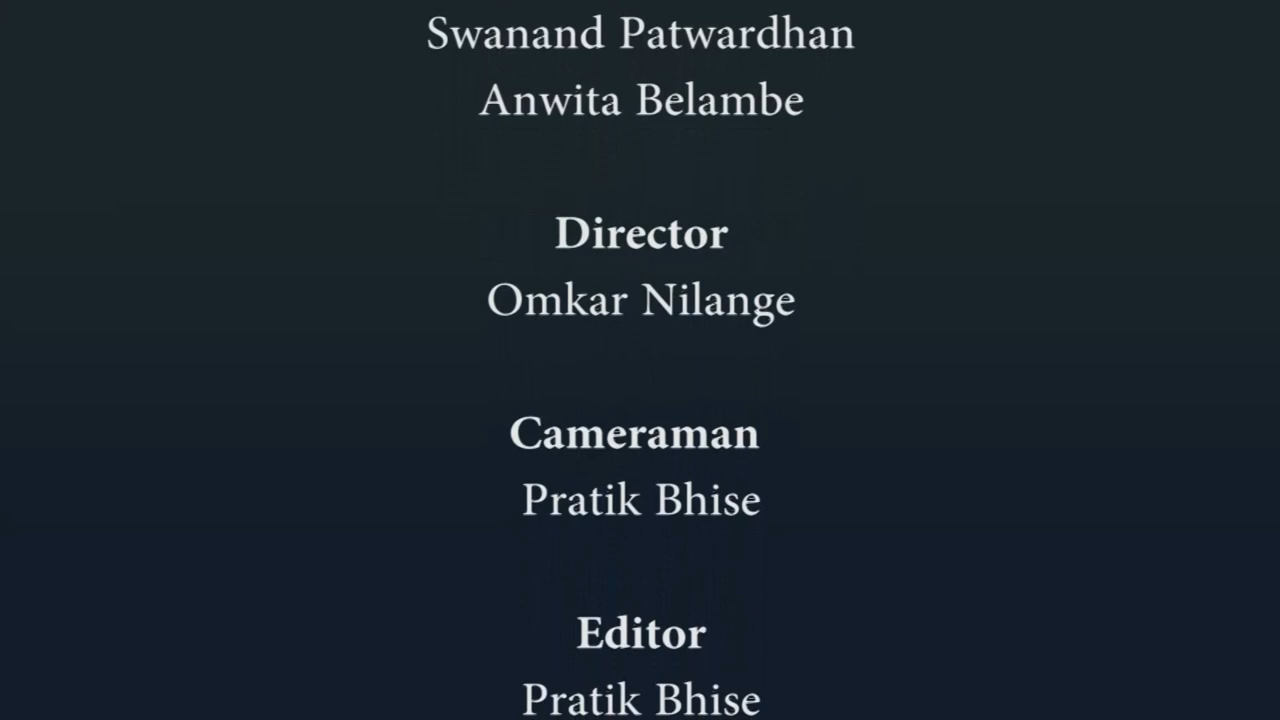 Swanand Patwardhan
Anwita Belambe
Director
Omkar Nilange
Cameraman
Pratik Bhise
Editor
Pratik Bhise